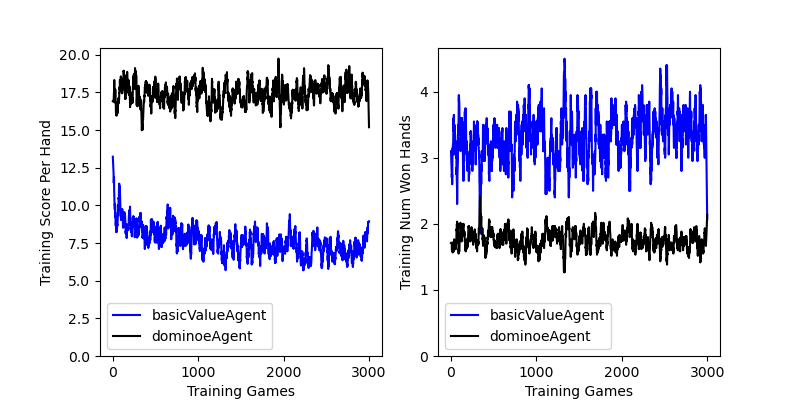 20.0
17.5
15.0
12.5
10.0
7.5
5.0
2.5
0.0
Training Score Per Hand
0 1000 2000 3000
Training Games
basicValueAgent
dominoeAgent
4
3
2
1
0
Training Num Won Hands
0 1000 2000 3000
Training Games
basicValueAgent
dominoeAgent